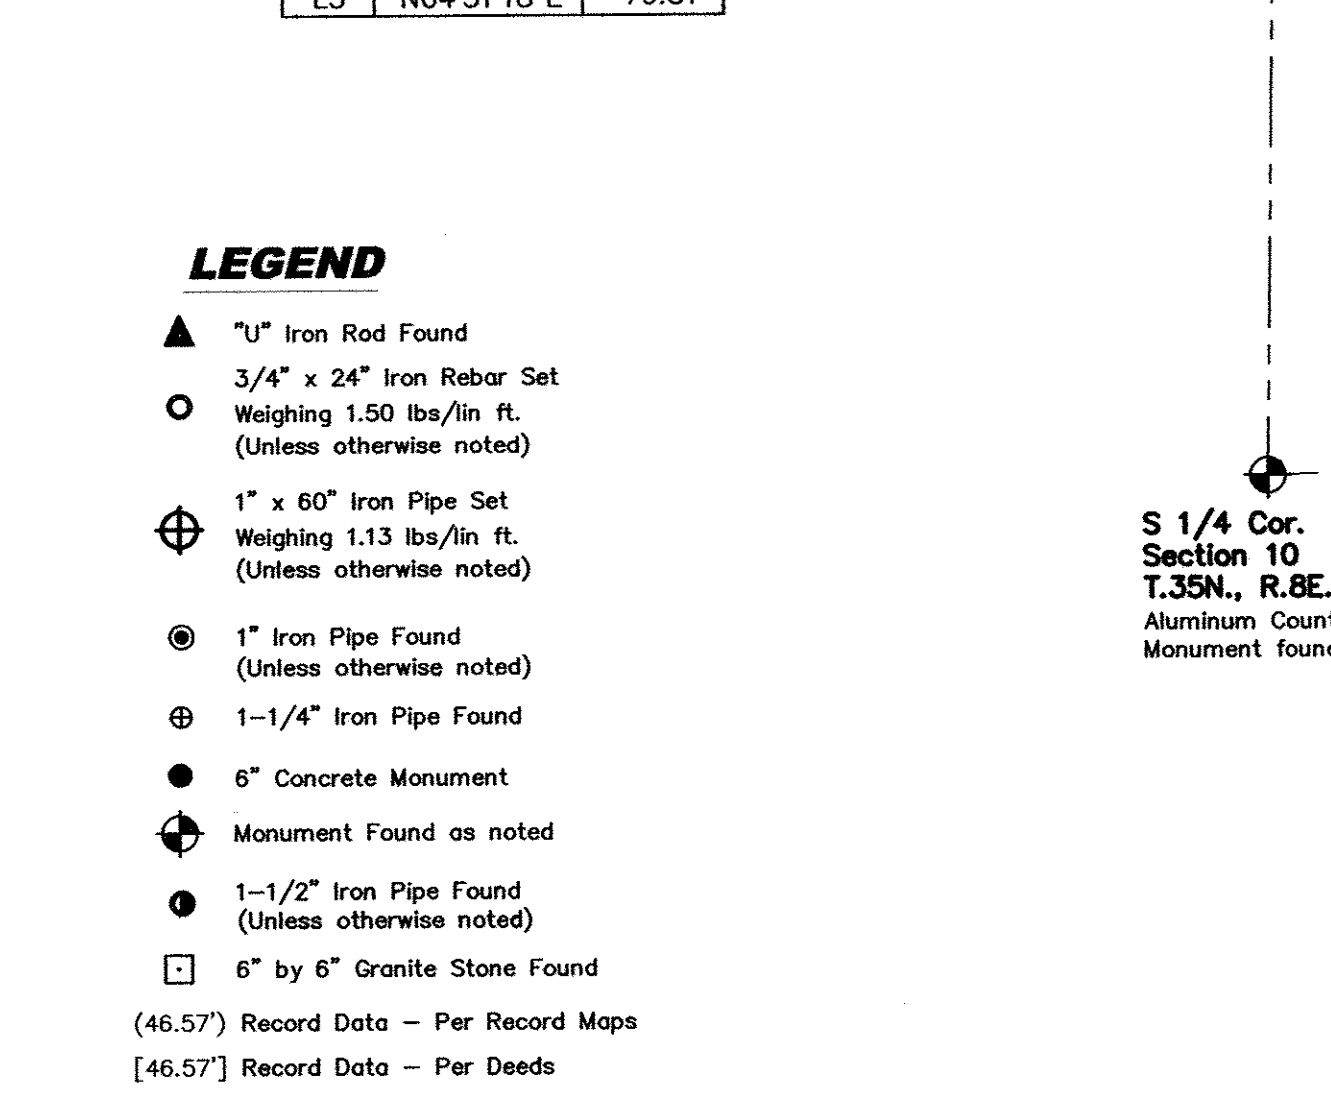 LEGEND
"U" Iron Rod Found
3/4" x 24" Iron Rebar Set
Weighing 1.50 lbs/lin ft.
(Unless otherwise noted)
1" x 60" Iron Pipe Set
Weighing 1.13 lbs/lin ft.
(Unless otherwise noted)
1" Iron Pipe Found
(Unless otherwise noted)
1-1/4" Iron Pipe Found
6" Concrete Monument
Monument Found as noted
1-1/2" Iron Pipe Found
(Unless otherwise noted)
6" by 6" Granite Stone Found
(46.57') Record Data – Per Record Maps
[46.57'] Record Data – Per Deeds
S 1/4 Cor.
Section 10
T.35N., R.8E.
Aluminum
Monument